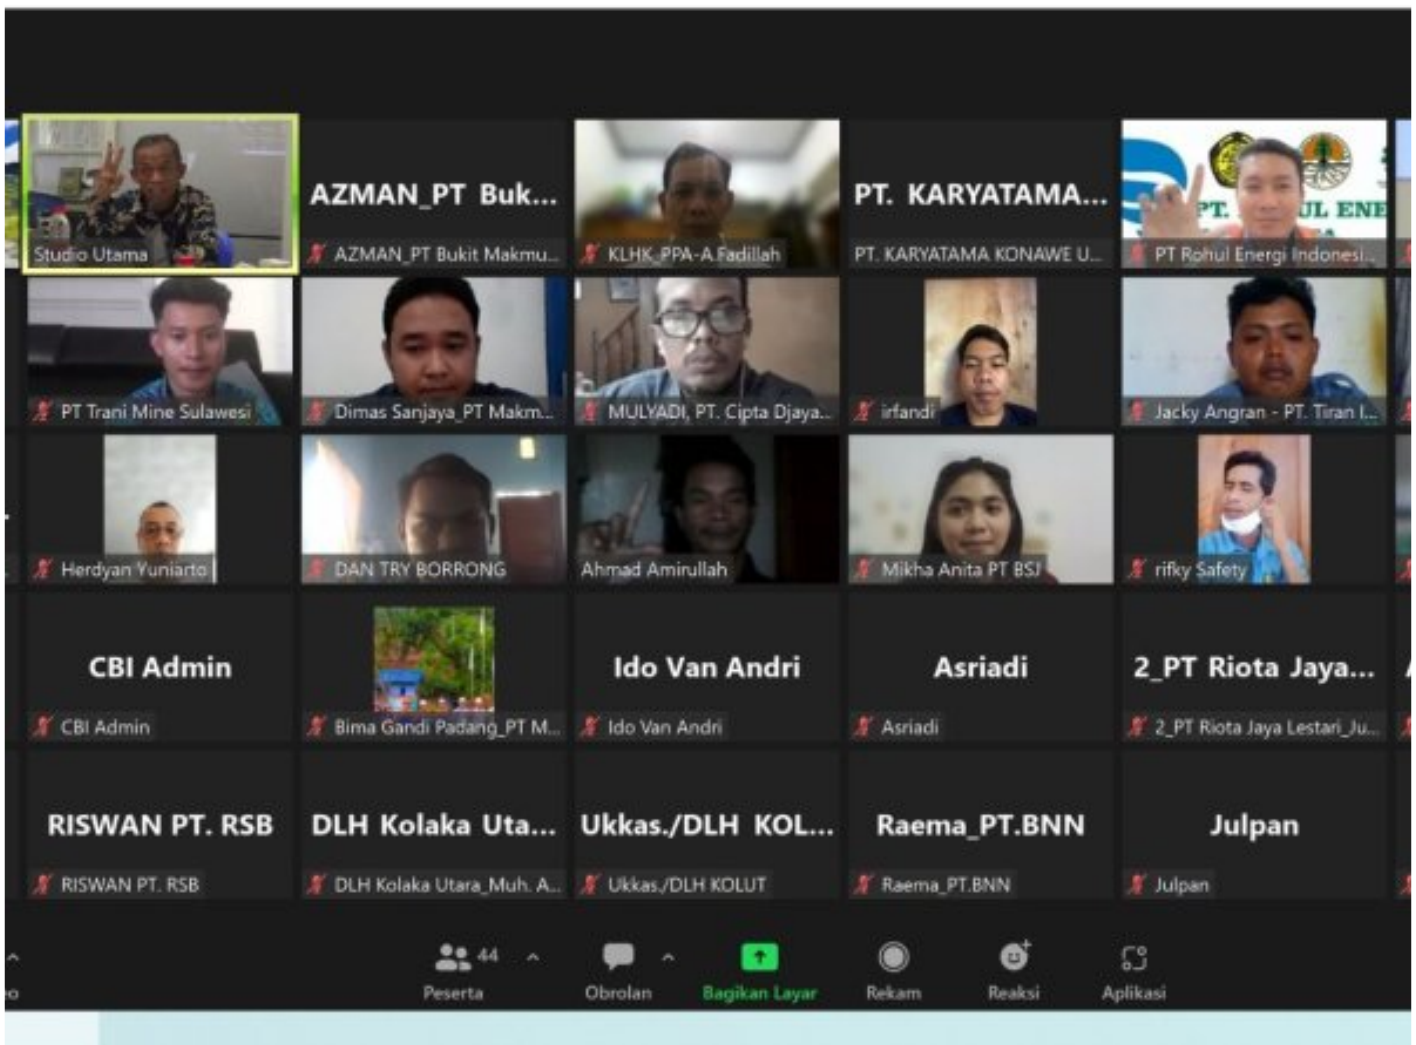 Studio Utama
AZMAN_PT Buk...
AZMAN_PT Bukit Makmu...
KLHK_PPA-A.Fadillah
PT. KARYATAMA...
PT. KARYATAMA KONAWE U...
PT.
UL ENE
PT Rohul Energi Indonesi...
PT Trani Mine Sulawesi
Dimas Sanjaya_PT Makm...
MULYADI, PT. Cipta Djaya...
irfandi
Jacky Angran - PT. Tiran I...
Herdyan Yuniarto
DAN TRY BORRONG
Ahmad Amirullah
Mikha Anita PT BSJ
rifky Safety
CBI Admin
CBI Admin
Bima Gandi Padang_PT M...
Ido Van Andri
Ido Van Andri
Asriadi
Asriadi
2_PT Riota Jaya...
2_PT Riota Jaya Lestari_Ju...
RISWAN PT. RSB
RISWAN PT. RSB
DLH Kolaka Uta...
DLH Kolaka Utara_Muh. A...
Ukkas./DLH KOL...
Ukkas./DLH KOLUT
Raema_PT.BNN
Raema_PT.BNN
Julpan
Julpan
44
Peserta
Obrolan
Bagikan Layar
Rekam
Reaksi
Aplikasi